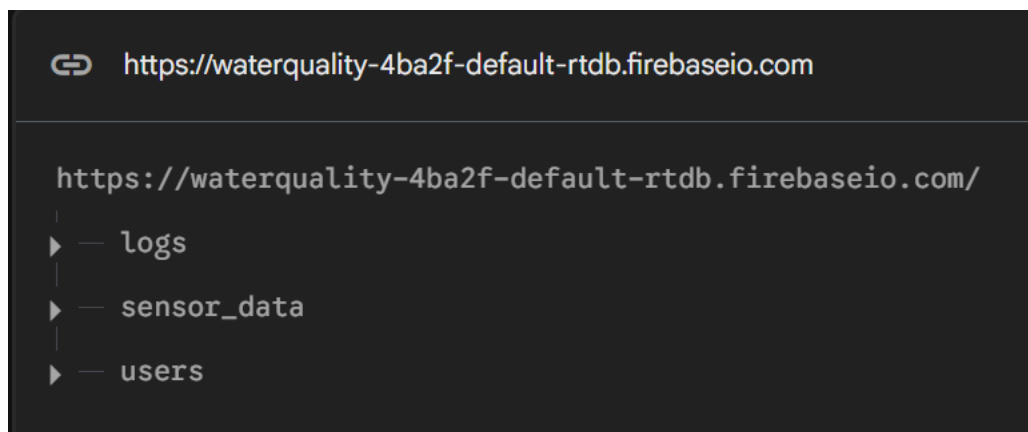 https://waterquality-4ba2f-default-rtdb.firebaseio.com
https://waterquality-4ba2f-default-rtdb.firebaseio.com/
logs
sensor_data
users